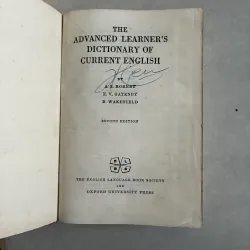 THE
ADVANCED LEARNER'S
DICTIONARY OF
CURRENT ENGLISH
BY
A. S. HORNBY
E. V. GATENBY
H. WAKEFIELD
SECOND EDITION
E L
B S
THE ENGLISH LANGUAGE BOOK SOCIETY
AND
OXFORD UNIVERSITY PRESS